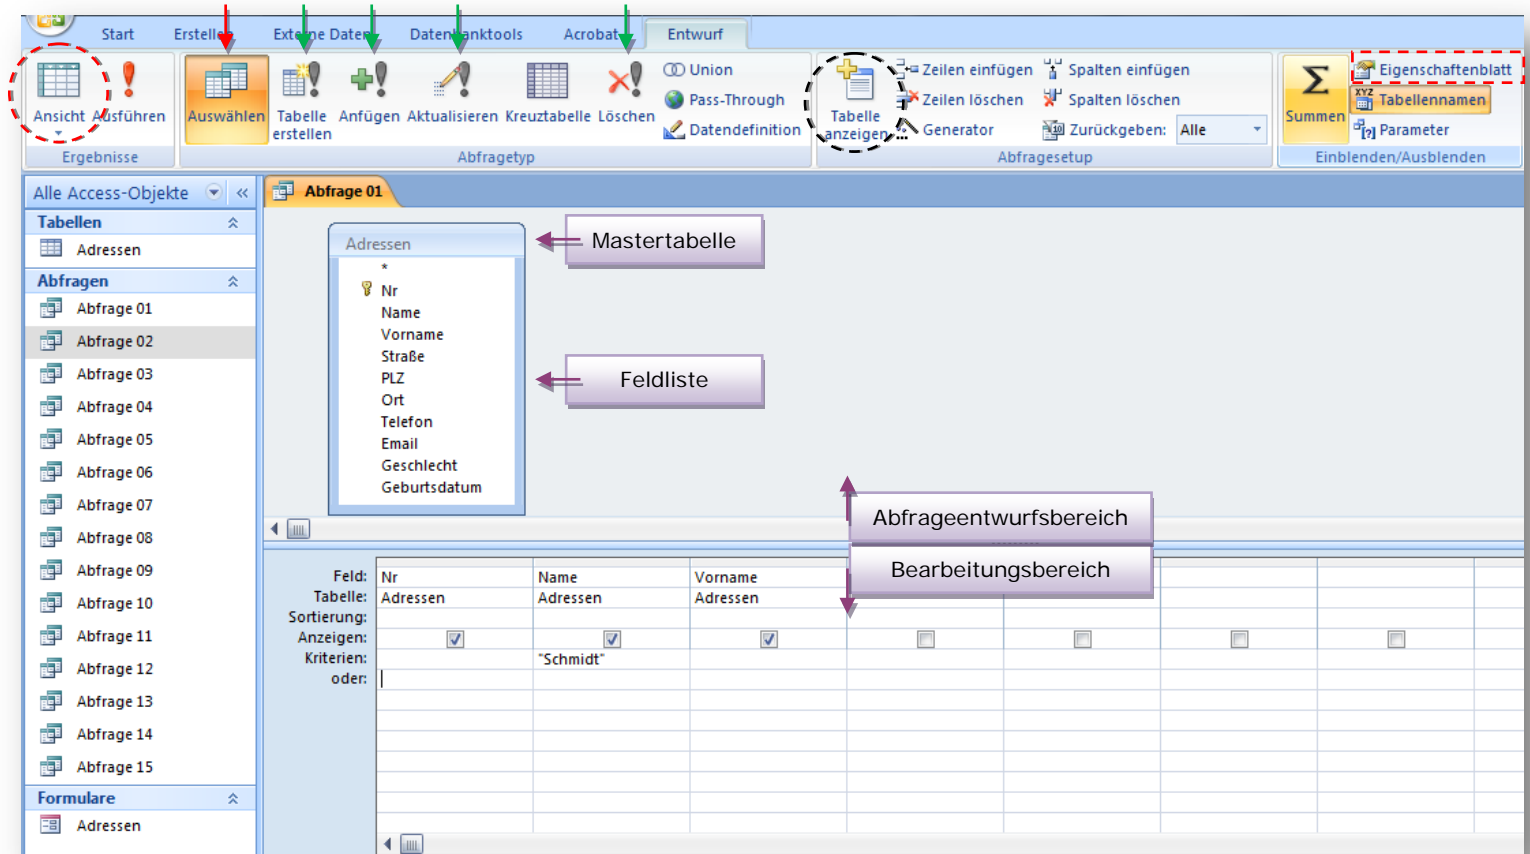 Start Erstellen Externe Daten Datenbanktools Acrobat Entwurf
Ansicht Ausführen
Ergebnisse
Auswählen Tabelle erstellen Anfügen Aktualisieren Kreuztabelle Löschen
Union
Pass-Through
Datendefinition
Abfragetyp
Tabelle anzeigen
Zeilen einfügen
Zeilen löschen
Generator
Spalten einfügen
Spalten löschen
Zurückgeben: Alle
Abfragesetup
Σ
Summen
Eigenschaftenblatt
XYZ Tabellennamen
[?] Parameter
Einblenden/Ausblenden
Alle Access-Objekte «
Tabellen
Adressen
Abfragen
Abfrage 01
Abfrage 02
Abfrage 03
Abfrage 04
Abfrage 05
Abfrage 06
Abfrage 07
Abfrage 08
Abfrage 09
Abfrage 10
Abfrage 11
Abfrage 12
Abfrage 13
Abfrage 14
Abfrage 15
Formulare
Adressen
Abfrage 01
Adressen
*
Nr
Name
Vorname
Straße
PLZ
Ort
Telefon
Email
Geschlecht
Geburtsdatum
Mastertabelle
Feldliste
Abfrageentwurfsbereich
Bearbeitungsbereich
Feld: Nr Name Vorname
Tabelle: Adressen Adressen Adressen
Sortierung:
Anzeigen:
Kriterien: "Schmidt"
oder: